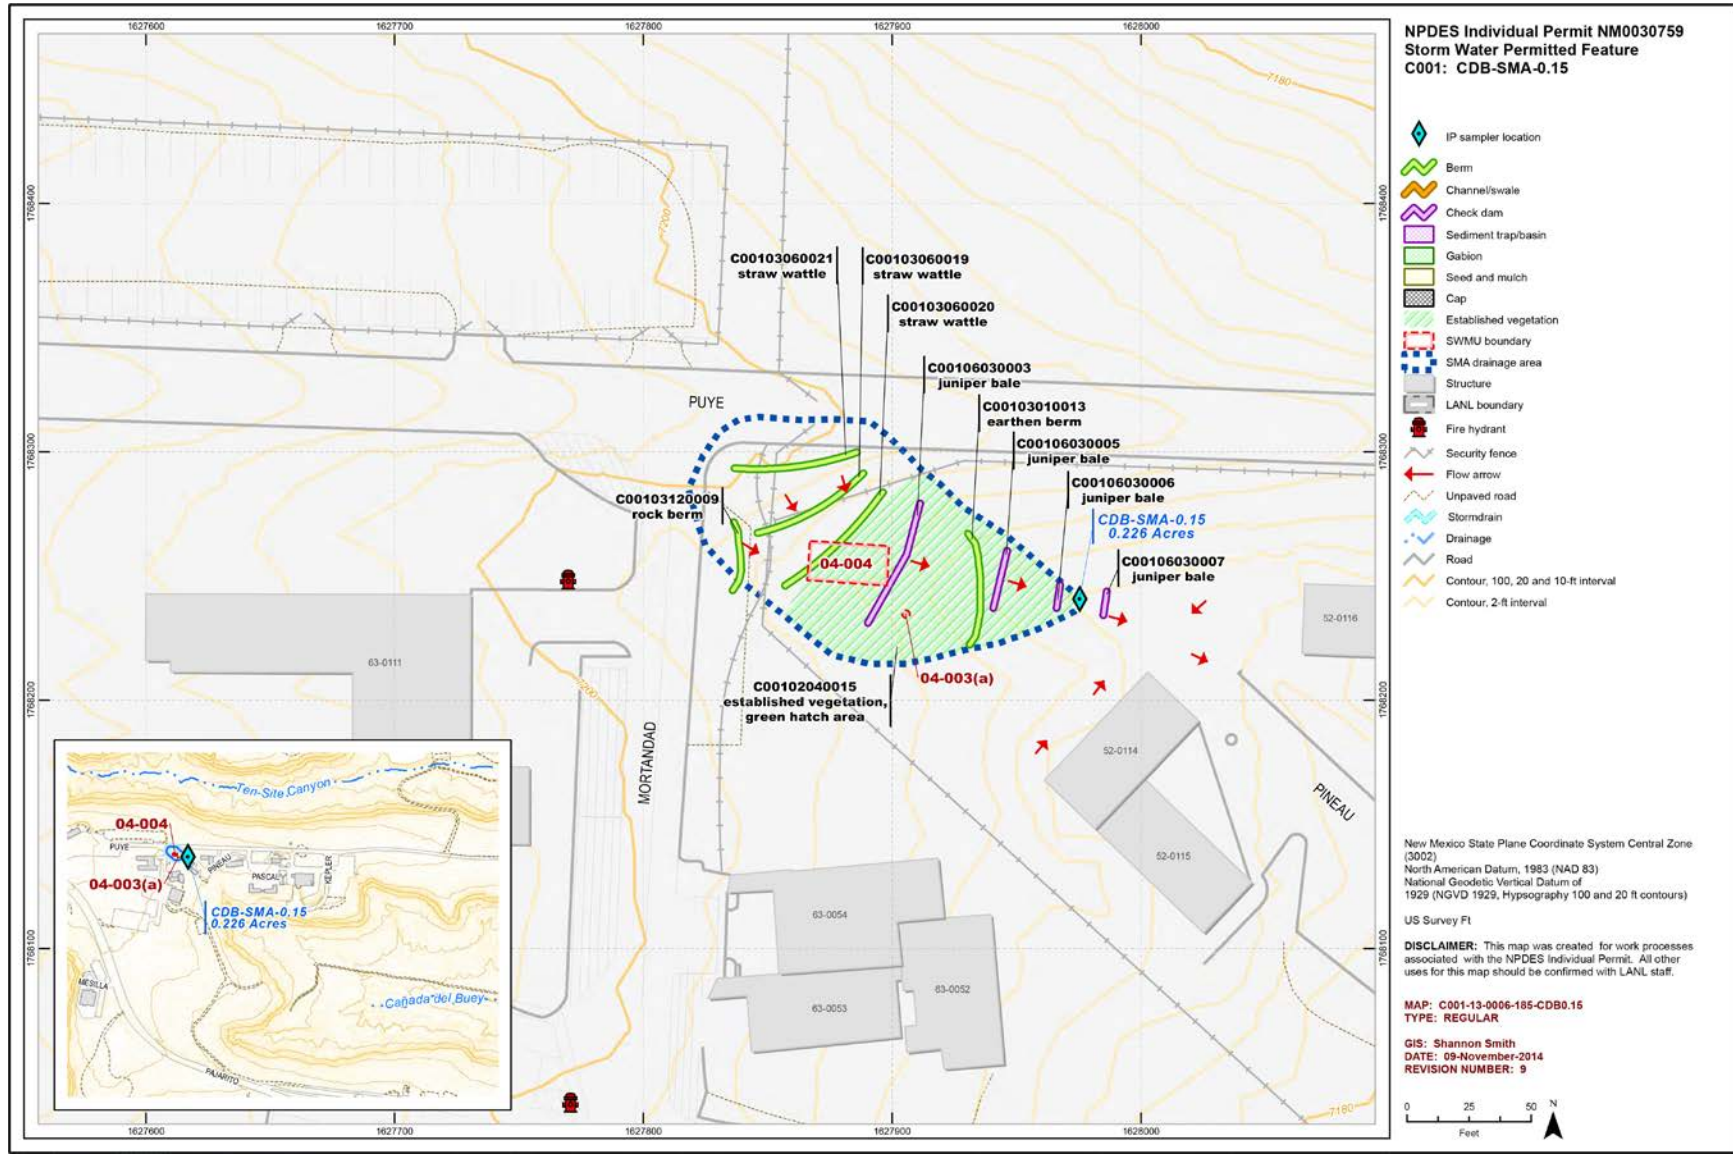 1627600
1627700
1627800
1627900
1628000
NPDES Individual Permit NM0030759
Storm Water Permitted Feature
C001: CDB-SMA-0.15
7180
IP sampler location
Berm
Channel/swale
Check dam
Sediment trap/basin
Gabion
Seed and mulch
Cap
Established vegetation
SWMU boundary
SMA drainage area
Structure
LANL boundary
Fire hydrant
Security fence
Flow arrow
Unpaved road
Stormdrain
Drainage
Road
Contour, 100, 20 and 10-ft interval
Contour, 2-ft interval
1768400
1768400
7200
C00103060021
straw wattle
C00103060019
straw wattle
C00103060020
straw wattle
C00106030003
juniper bale
C00103010013
earthen berm
C00106030005
juniper bale
C00106030006
juniper bale
CDB-SMA-0.15
0.226 Acres
C00106030007
juniper bale
PUYE
1768300
1768300
C00103120009
rock berm
04-004
04-003(a)
C00102040015
established vegetation,
green hatch area
63-0111
52-0116
7200
1768200
1768200
MORTANDAD
52-0114
52-0115
PINEAU
63-0054
63-0053
63-0052
1768100
1768100
7180
Ten-Site Canyon
04-004
PUYE
PINEAU
PASCAL
KEPLER
04-003(a)
CDB-SMA-0.15
0.226 Acres
MESILLA
Cañada del Buey
PAJARITO
1627600
1627700
1627800
1627900
1628000
New Mexico State Plane Coordinate System Central Zone
(3002)
North American Datum, 1983 (NAD 83)
National Geodetic Vertical Datum of
1929 (NGVD 1929, Hypsography 100 and 20 ft contours)
US Survey Ft
DISCLAIMER: This map was created for work processes
associated with the NPDES Individual Permit. All other
uses for this map should be confirmed with LANL staff.
MAP: C001-13-0006-185-CDB0.15
TYPE: REGULAR
GIS: Shannon Smith
DATE: 09-November-2014
REVISION NUMBER: 9
0 25 50
Feet
N